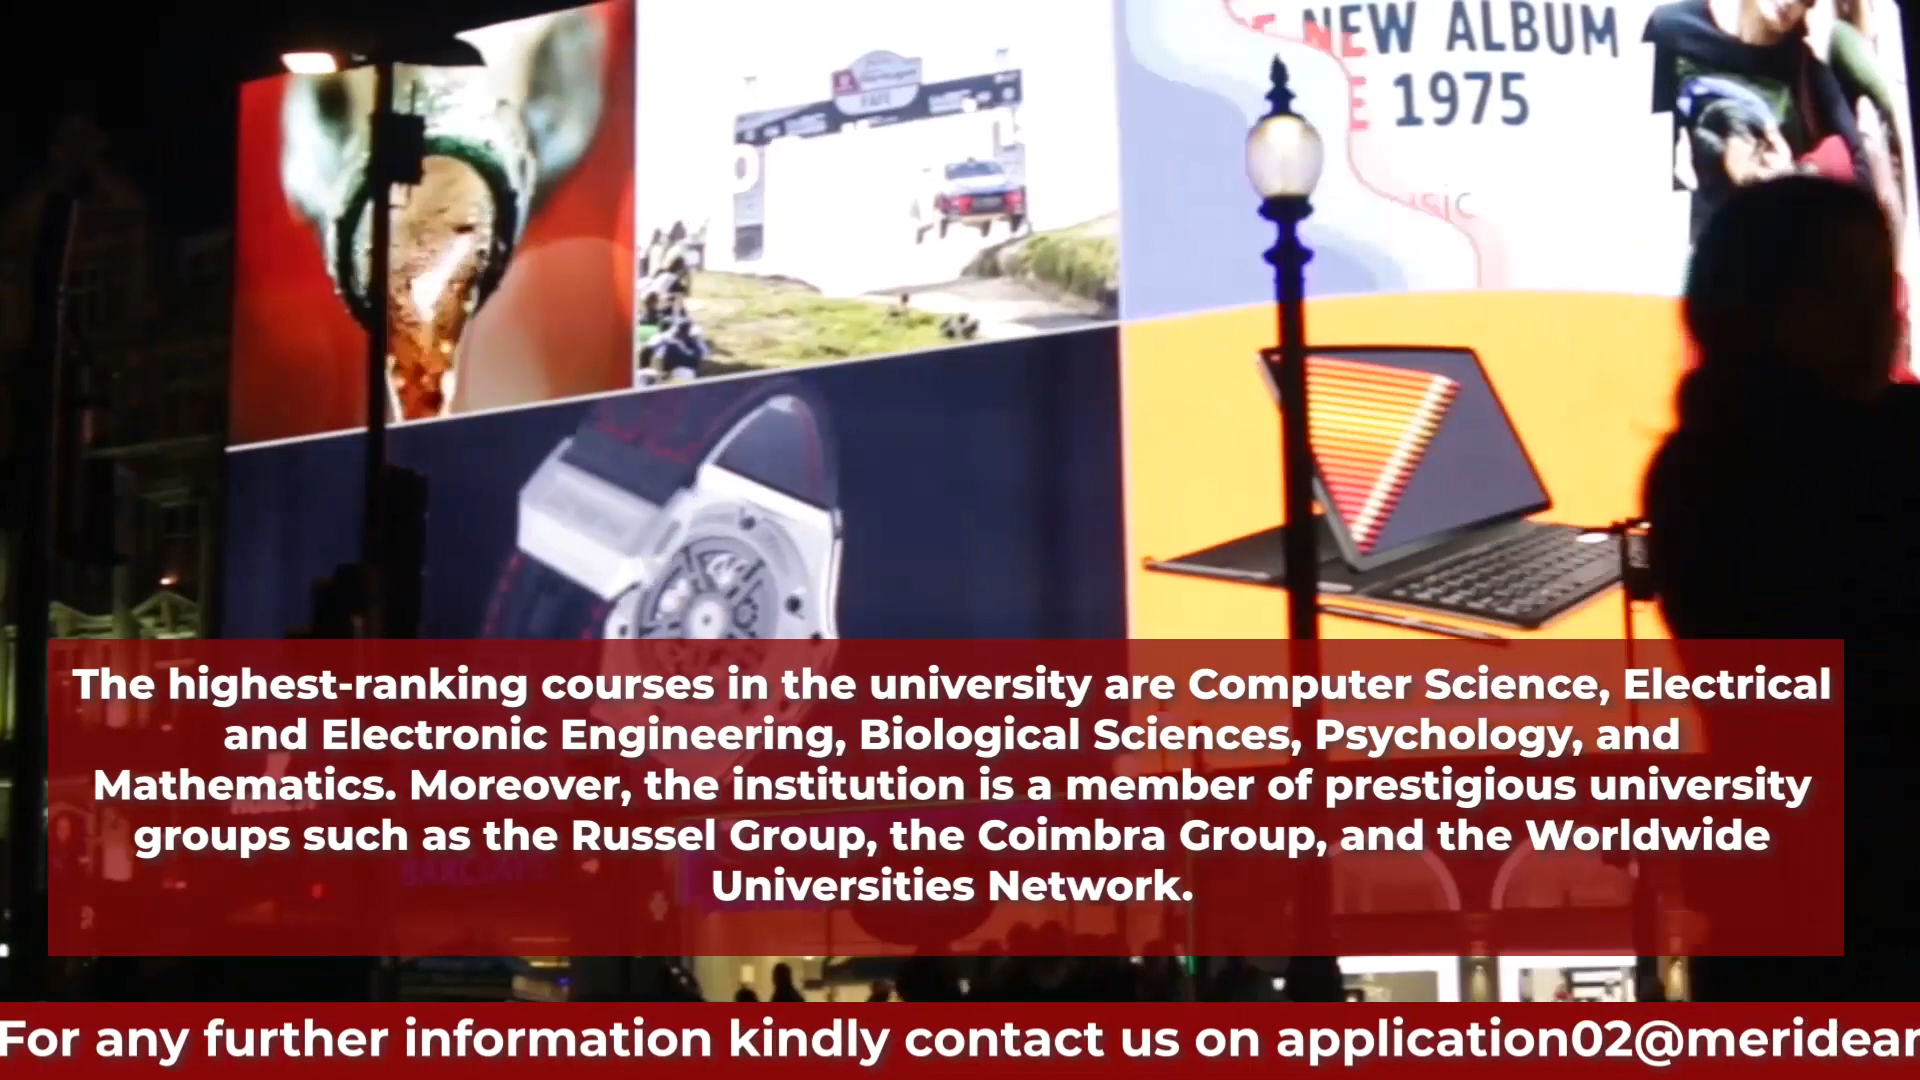 NEW ALBUM
E 1975
The highest-ranking courses in the university are Computer Science, Electrical
and Electronic Engineering, Biological Sciences, Psychology, and
Mathematics. Moreover, the institution is a member of prestigious university
groups such as the Russel Group, the Coimbra Group, and the Worldwide
Universities Network.
BARCLAYS
For any further information kindly contact us on application02@meridean